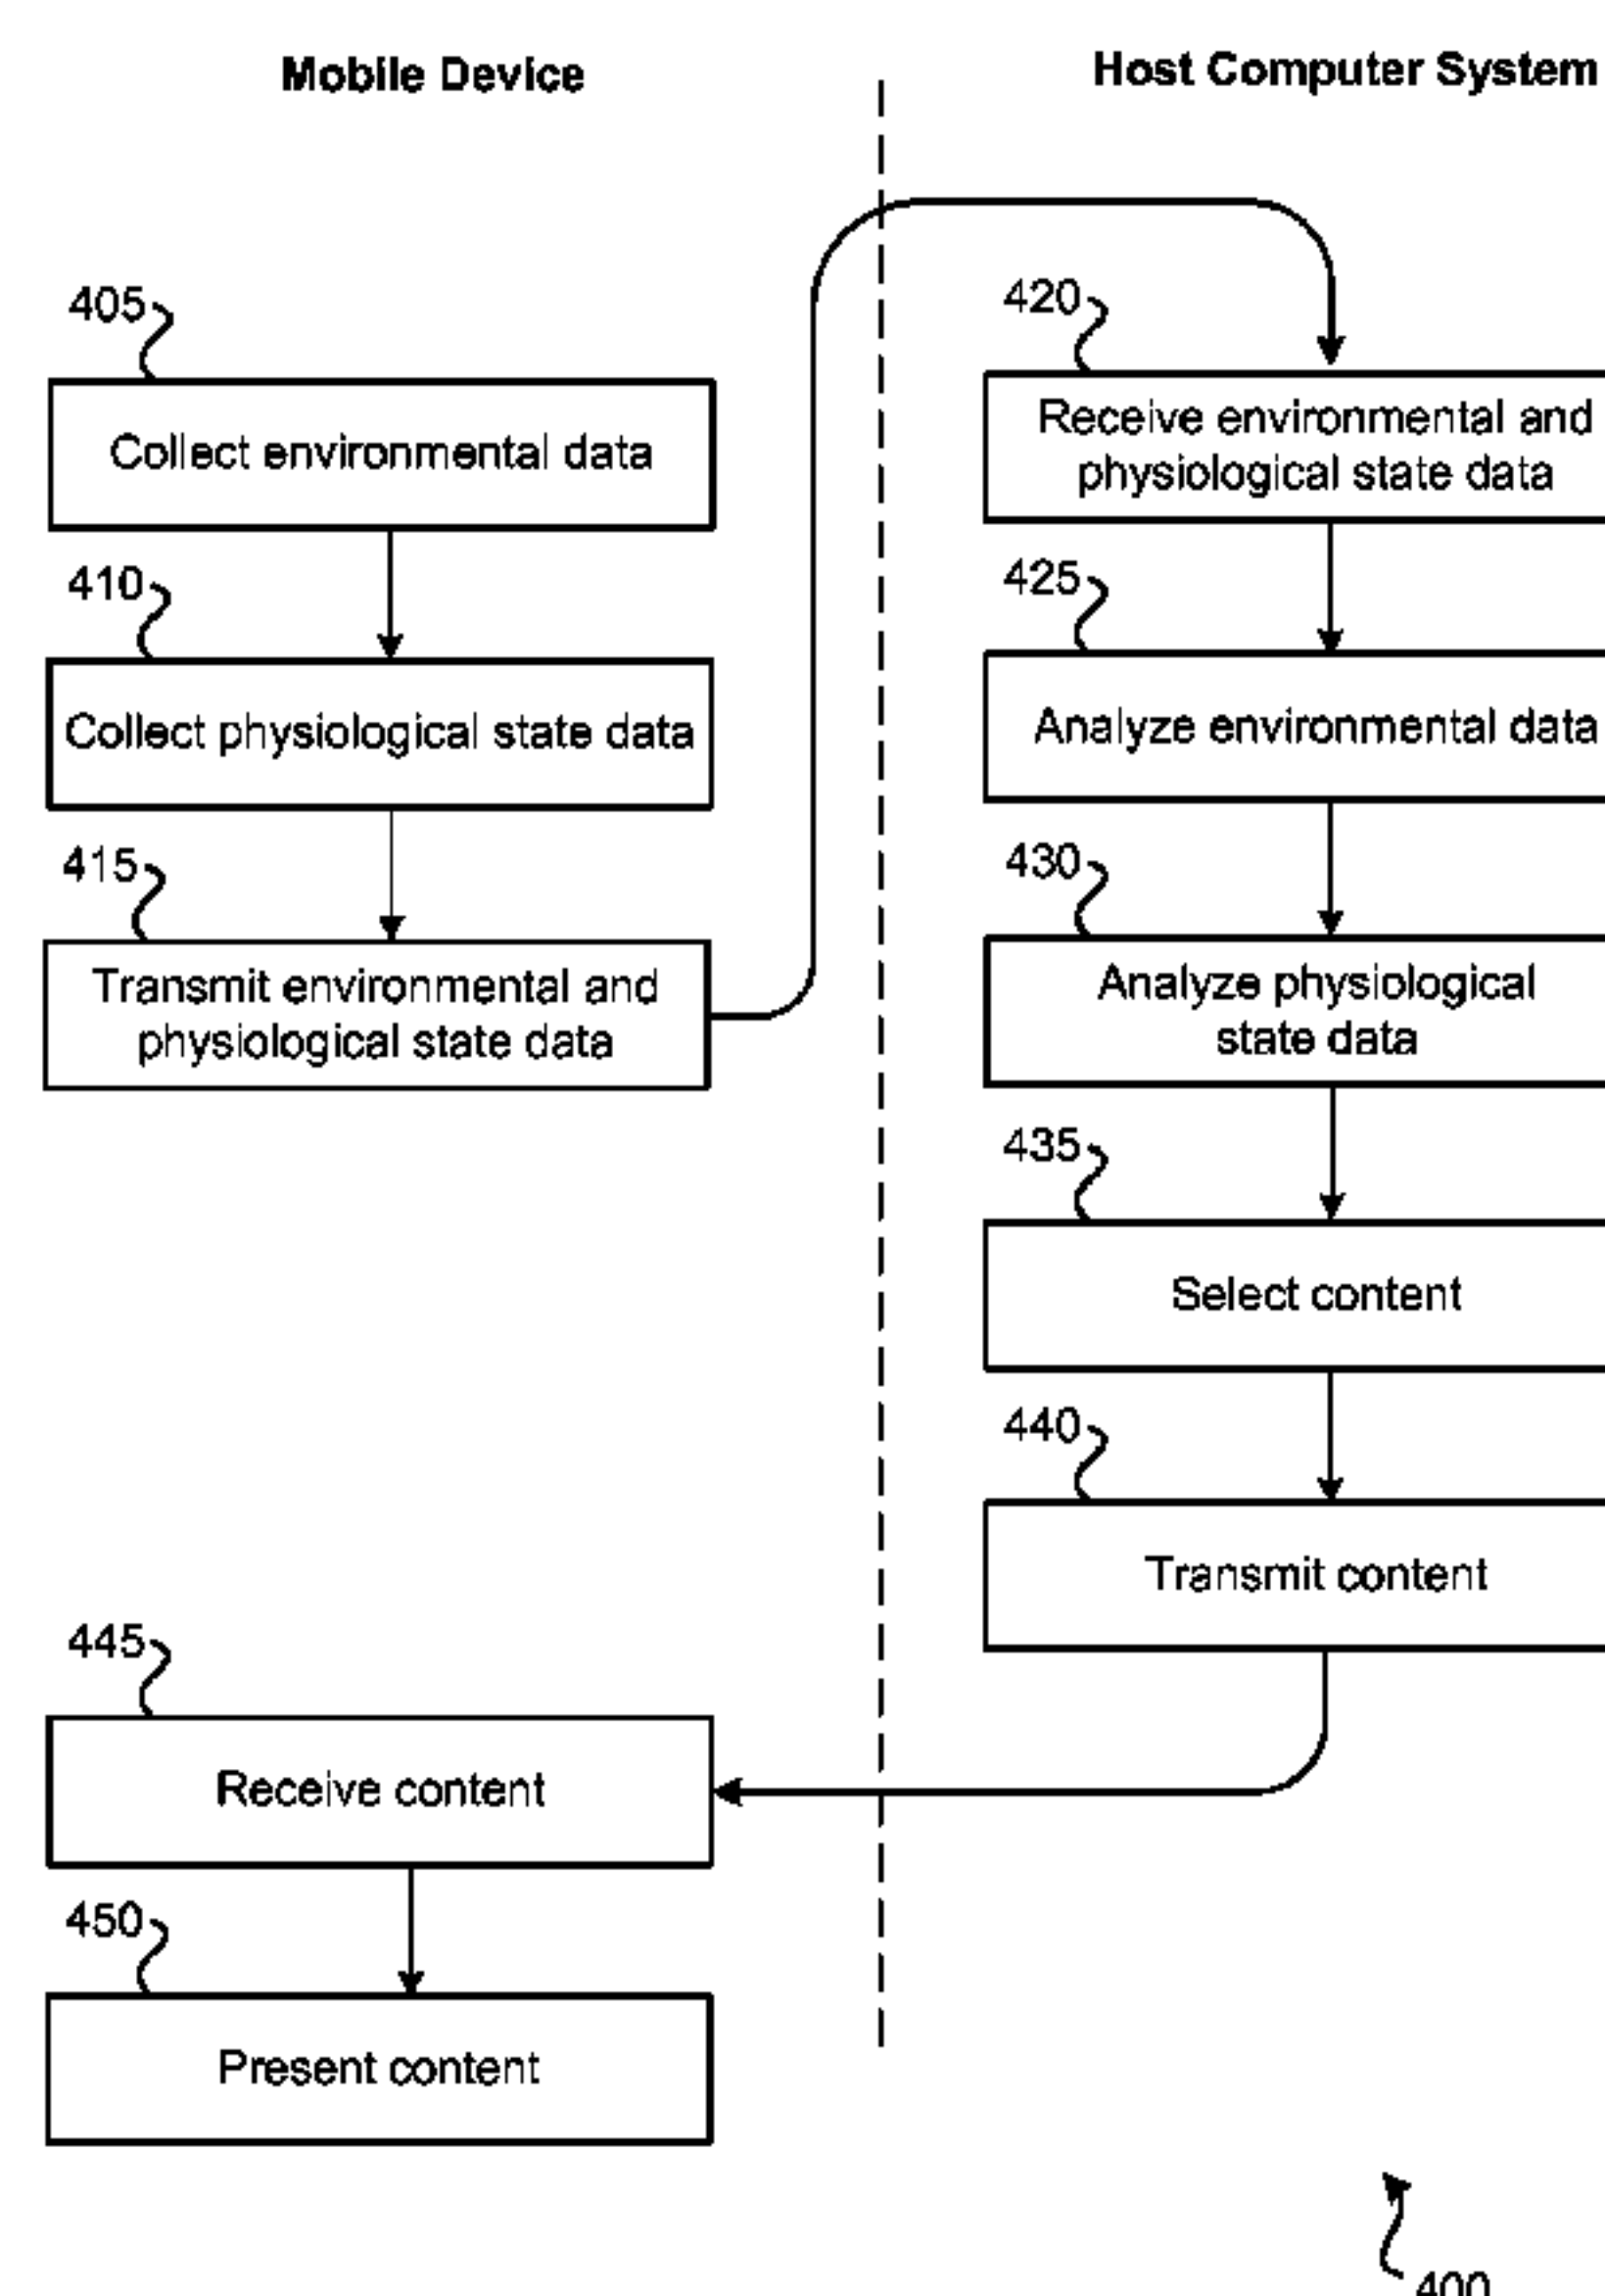 Mobile Device
Host Computer System
405
Collect environmental data
410
Collect physiological state data
415
Transmit environmental and
physiological state data
420
Receive environmental and
physiological state data
425
Analyze environmental data
430
Analyze physiological
state data
435
Select content
440
Transmit content
445
Receive content
450
Present content
400